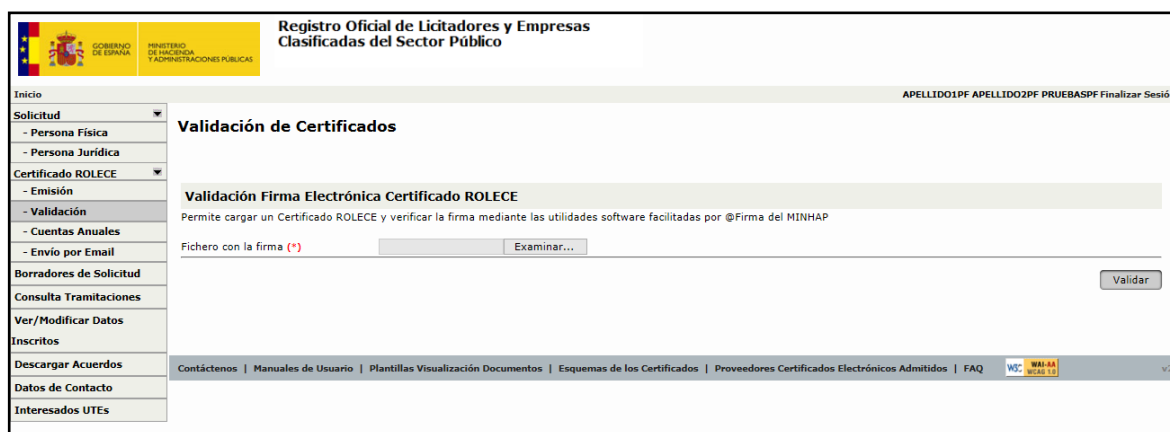 GOBIERNO
DE ESPAÑA
MINISTERIO
DE HACIENDA
Y ADMINISTRACIONES PÚBLICAS
Registro Oficial de Licitadores y Empresas
Clasificadas del Sector Público
Inicio
APELLIDO1PF APELLIDO2PF PRUEBASPF Finalizar Sesió
Solicitud
- Persona Física
- Persona Jurídica
Certificado ROLECE
- Emisión
- Validación
- Cuentas Anuales
- Envío por Email
Borradores de Solicitud
Consulta Tramitaciones
Ver/Modificar Datos
Inscritos
Descargar Acuerdos
Datos de Contacto
Interesados UTEs
Validación de Certificados
Validación Firma Electrónica Certificado ROLECE
Permite cargar un Certificado ROLECE y verificar la firma mediante las utilidades software facilitadas por @Firma del MINHAP
Fichero con la firma (*)
Examinar...
Validar
Contáctenos | Manuales de Usuario | Plantillas Visualización Documentos | Esquemas de los Certificados | Proveedores Certificados Electrónicos Admitidos | FAQ
W3C WAI-AA
WCAG 1.0